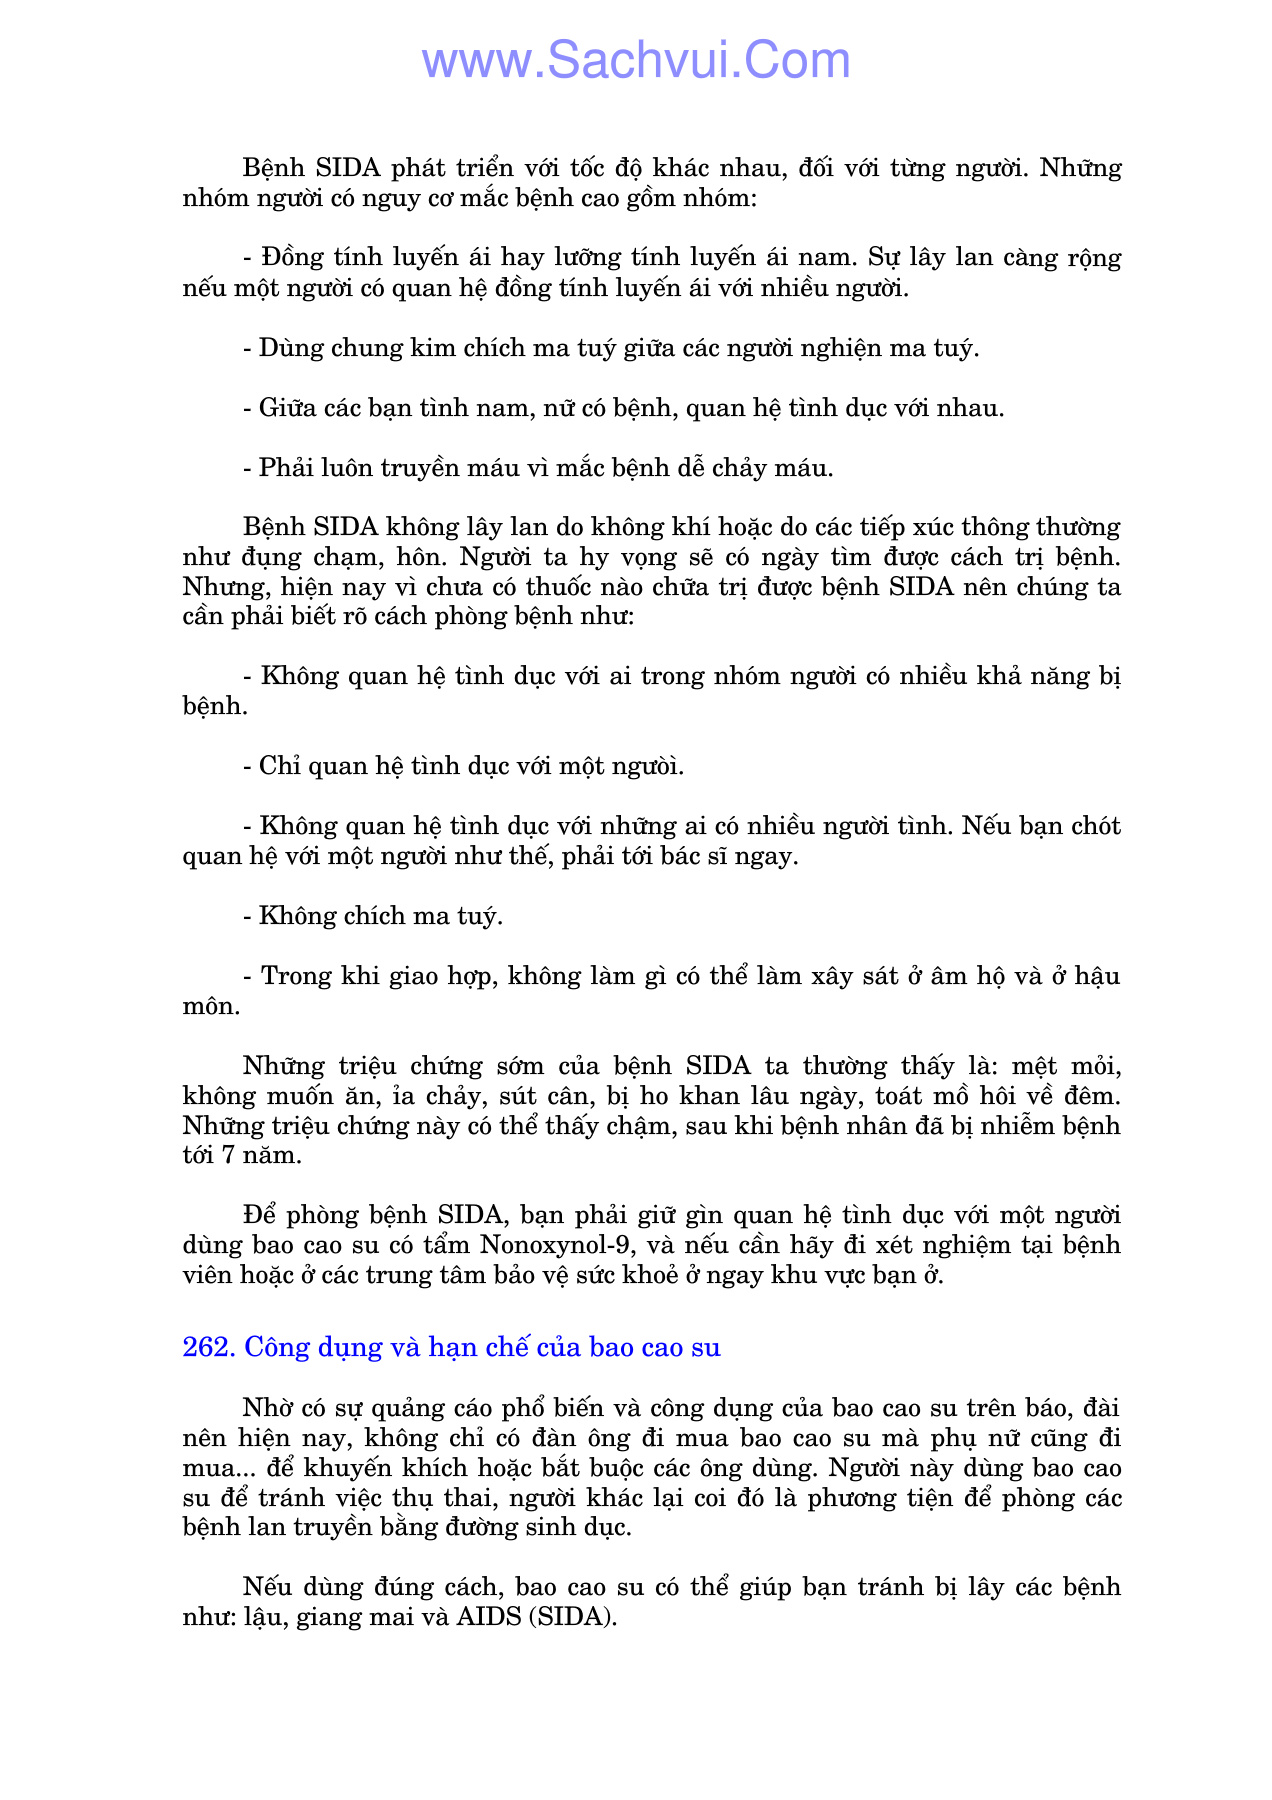 www.Sachvui.Com
Bệnh SIDA phát triển với tốc độ khác nhau, đối với từng người. Những
nhóm người có nguy cơ mắc bệnh cao gồm nhóm:
- Đồng tính luyến ái hay lưỡng tính luyến ái nam. Sự lây lan càng rộng
nếu một người có quan hệ đồng tính luyến ái với nhiều người.
- Dùng chung kim chích ma tuý giữa các người nghiện ma tuý.
- Giữa các bạn tình nam, nữ có bệnh, quan hệ tình dục với nhau.
- Phải luôn truyền máu vì mắc bệnh dễ chảy máu.
Bệnh SIDA không lây lan do không khí hoặc do các tiếp xúc thông thường
như đụng chạm, hôn. Người ta hy vọng sẽ có ngày tìm được cách trị bệnh.
Nhưng, hiện nay vì chưa có thuốc nào chữa trị được bệnh SIDA nên chúng ta
cần phải biết rõ cách phòng bệnh như:
- Không quan hệ tình dục với ai trong nhóm người có nhiều khả năng bị
bệnh.
- Chỉ quan hệ tình dục với một ngưòì.
- Không quan hệ tình dục với những ai có nhiều người tình. Nếu bạn chót
quan hệ với một người như thế, phải tới bác sĩ ngay.
- Không chích ma tuý.
- Trong khi giao hợp, không làm gì có thể làm xây sát ở âm hộ và ở hậu
môn.
Những triệu chứng sớm của bệnh SIDA ta thường thấy là: mệt mỏi,
không muốn ăn, ỉa chảy, sút cân, bị ho khan lâu ngày, toát mồ hôi về đêm.
Những triệu chứng này có thể thấy chậm, sau khi bệnh nhân đã bị nhiễm bệnh
tới 7 năm.
Để phòng bệnh SIDA, bạn phải giữ gìn quan hệ tình dục với một người
dùng bao cao su có tẩm Nonoxynol-9, và nếu cần hãy đi xét nghiệm tại bệnh
viên hoặc ở các trung tâm bảo vệ sức khoẻ ở ngay khu vực bạn ở.
262. Công dụng và hạn chế của bao cao su
Nhờ có sự quảng cáo phổ biến và công dụng của bao cao su trên báo, đài
nên hiện nay, không chỉ có đàn ông đi mua bao cao su mà phụ nữ cũng đi
mua... để khuyến khích hoặc bắt buộc các ông dùng. Người này dùng bao cao
su để tránh việc thụ thai, người khác lại coi đó là phương tiện để phòng các
bệnh lan truyền bằng đường sinh dục.
Nếu dùng đúng cách, bao cao su có thể giúp bạn tránh bị lây các bệnh
như: lậu, giang mai và AIDS (SIDA).